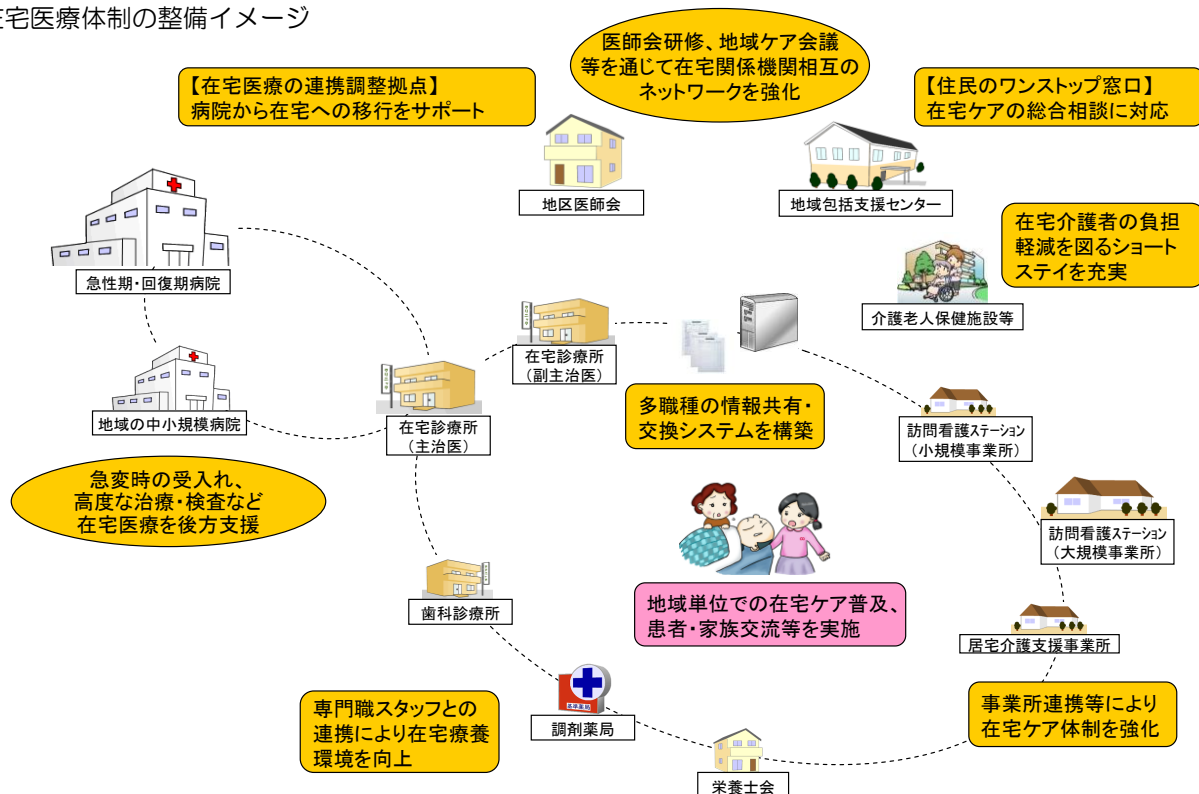 宅医療体制の整備イメージ
医師会研修、地域ケア会議
等を通じて在宅関係機関相互の
ネットワークを強化
【在宅医療の連携調整拠点】
病院から在宅への移行をサポート
【住民のワンストップ窓口】
在宅ケアの総合相談に対応
地区医師会
地域包括支援センター
在宅介護者の負担
軽減を図るショート
ステイを充実
急性期・回復期病院
介護老人保健施設等
在宅診療所
(副主治医)
地域の中小規模病院
在宅診療所
(主治医)
多職種の情報共有・
交換システムを構築
訪問看護ステーション
(小規模事業所)
急変時の受入れ、
高度な治療・検査など
在宅医療を後方支援
訪問看護ステーション
(大規模事業所)
歯科診療所
地域単位での在宅ケア普及、
患者・家族交流等を実施
居宅介護支援事業所
専門職スタッフとの
連携により在宅療養
環境を向上
基準薬局
調剤薬局
事業所連携等により
在宅ケア体制を強化
栄養士会